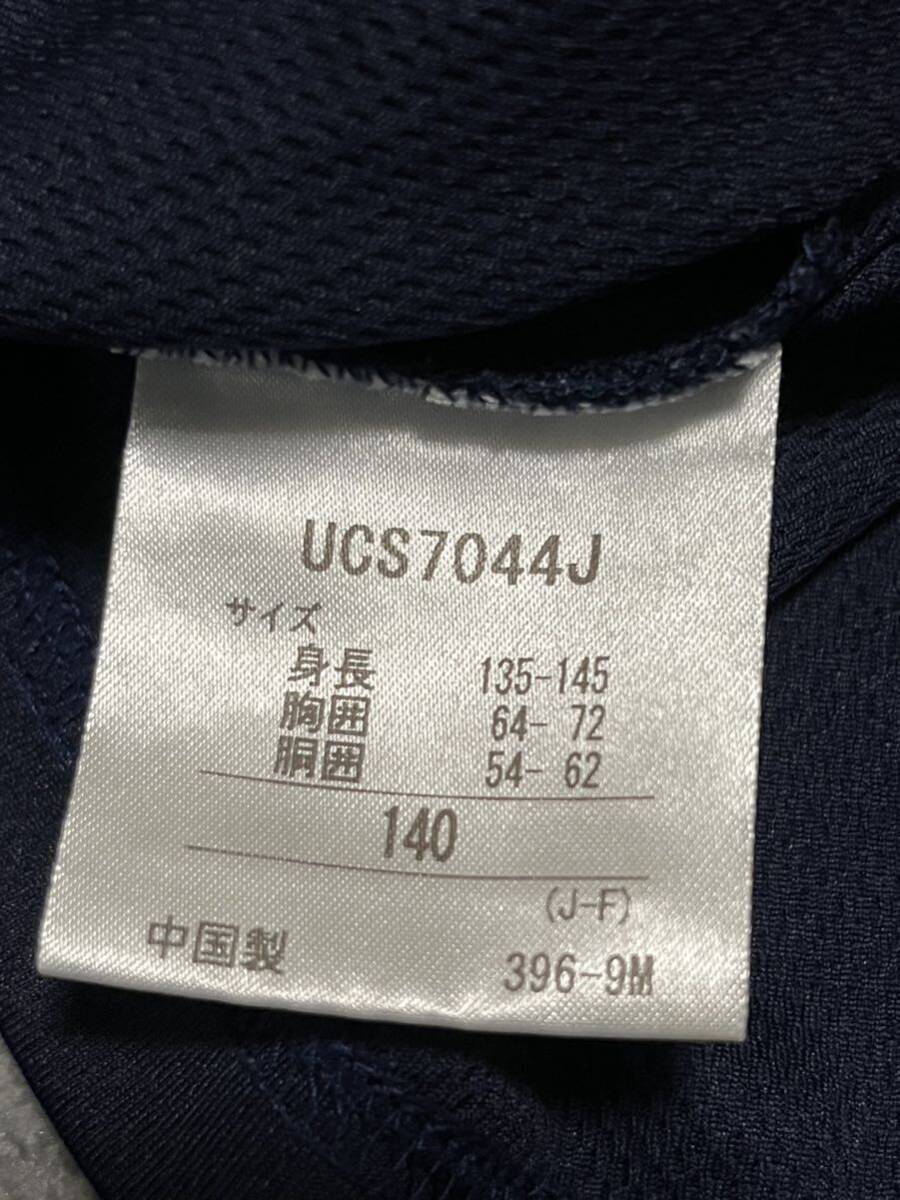 UCS7044J
サイズ
身長 135-145
胸囲 64- 72
胴囲 54- 62
140
(J-F)
中国製 396-9M